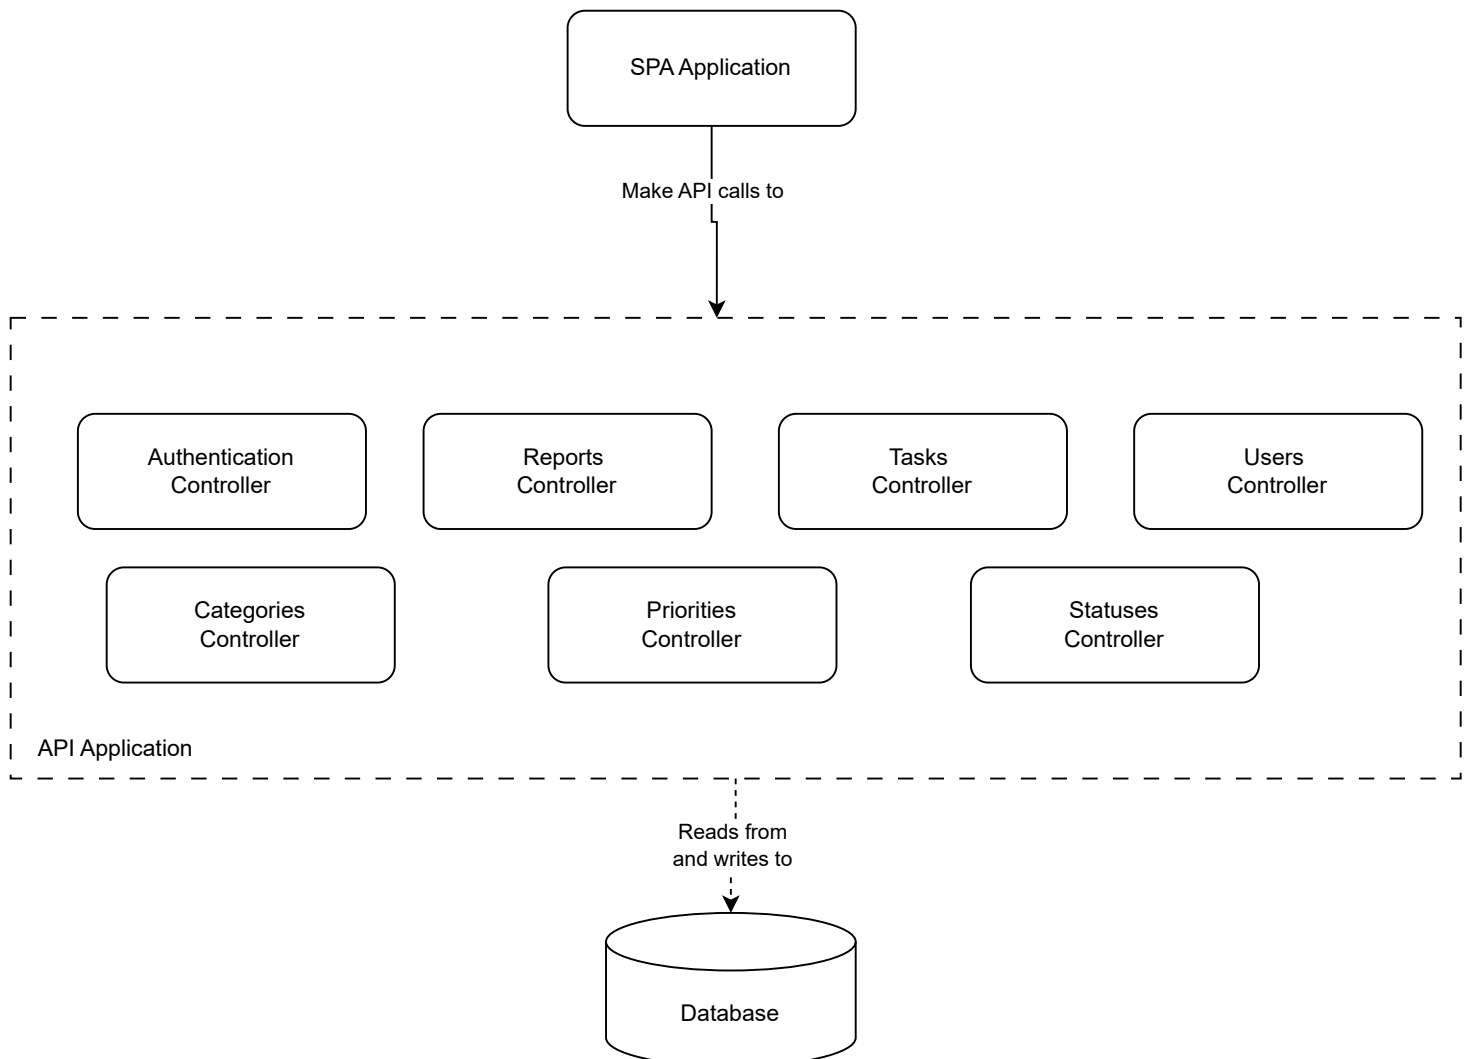 SPA Application
Make API calls to
Authentication
Controller
Reports
Controller
Tasks
Controller
Users
Controller
Categories
Controller
Priorities
Controller
Statuses
Controller
API Application
Reads from
and writes to
Database